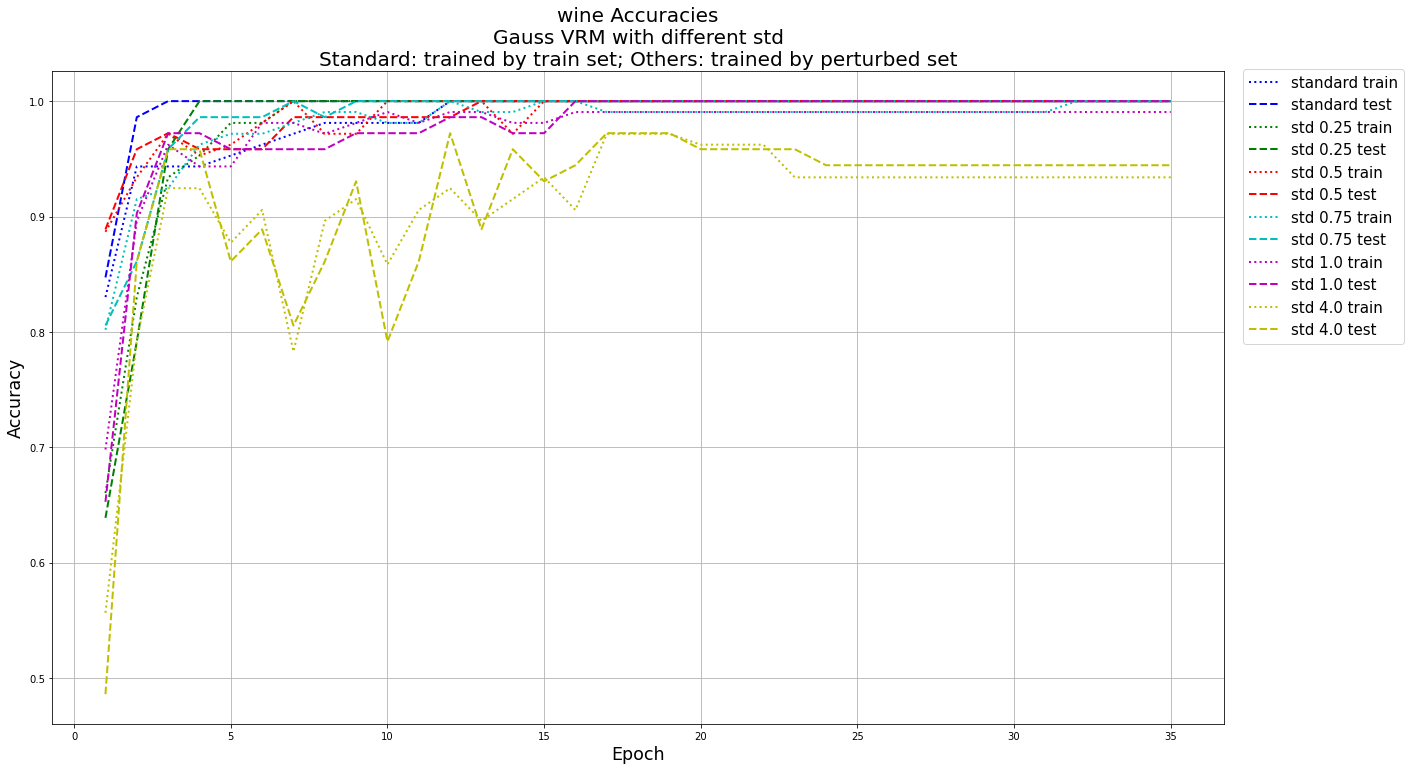 wine Accuracies
Gauss VRM with different std
Standard: trained by train set; Others: trained by perturbed set
1.0
0.9
0.8
0.7
0.6
0.5
Accuracy
0
5
10
15
20
25
30
35
Epoch
standard train
standard test
std 0.25 train
std 0.25 test
std 0.5 train
std 0.5 test
std 0.75 train
std 0.75 test
std 1.0 train
std 1.0 test
std 4.0 train
std 4.0 test